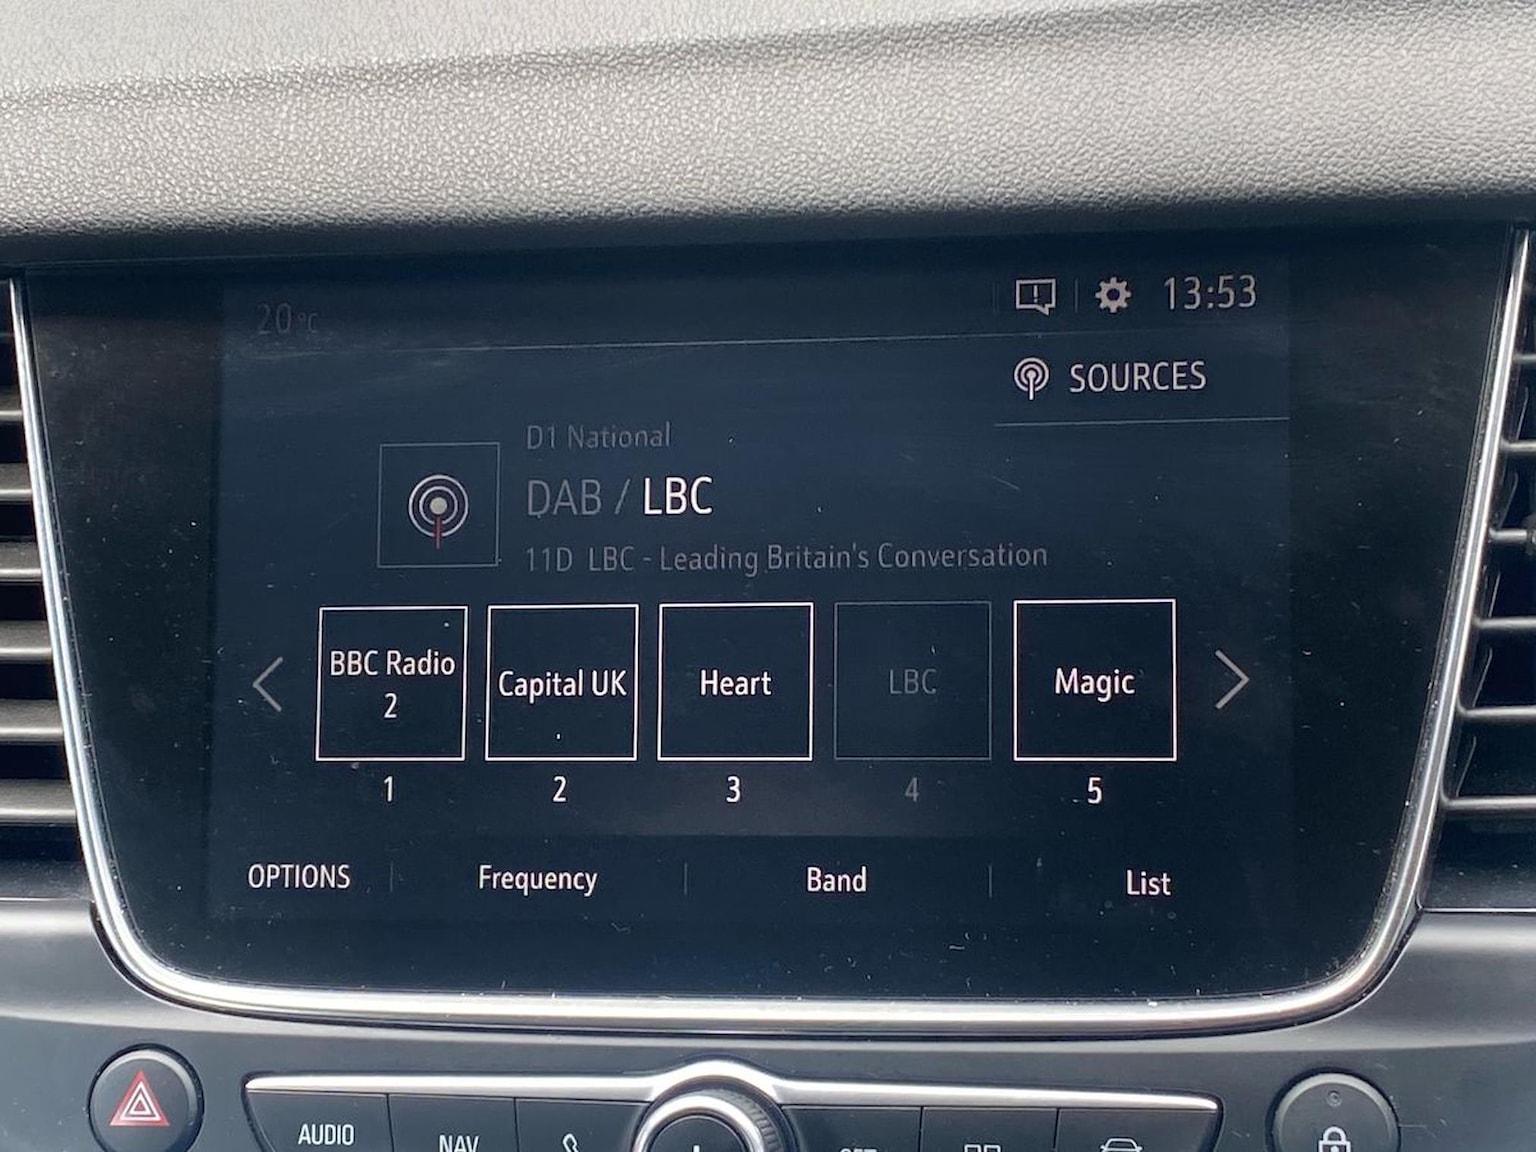 20°C
13:53
SOURCES
D1 National
DAB / LBC
11D LBC - Leading Britain's Conversation
BBC Radio
2
Capital UK
Heart
LBC
Magic
1
2
3
4
5
OPTIONS
Frequency
Band
List
AUDIO
NAV